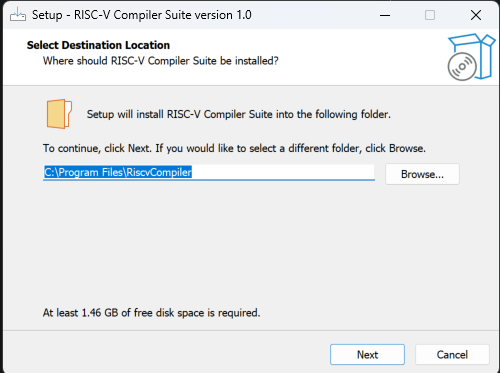 Setup - RISC-V Compiler Suite version 1.0
Select Destination Location
Where should RISC-V Compiler Suite be installed?
Setup will install RISC-V Compiler Suite into the following folder.
To continue, click Next. If you would like to select a different folder, click Browse.
C:\Program Files\RiscvCompiler
Browse...
At least 1.46 GB of free disk space is required.
Next
Cancel